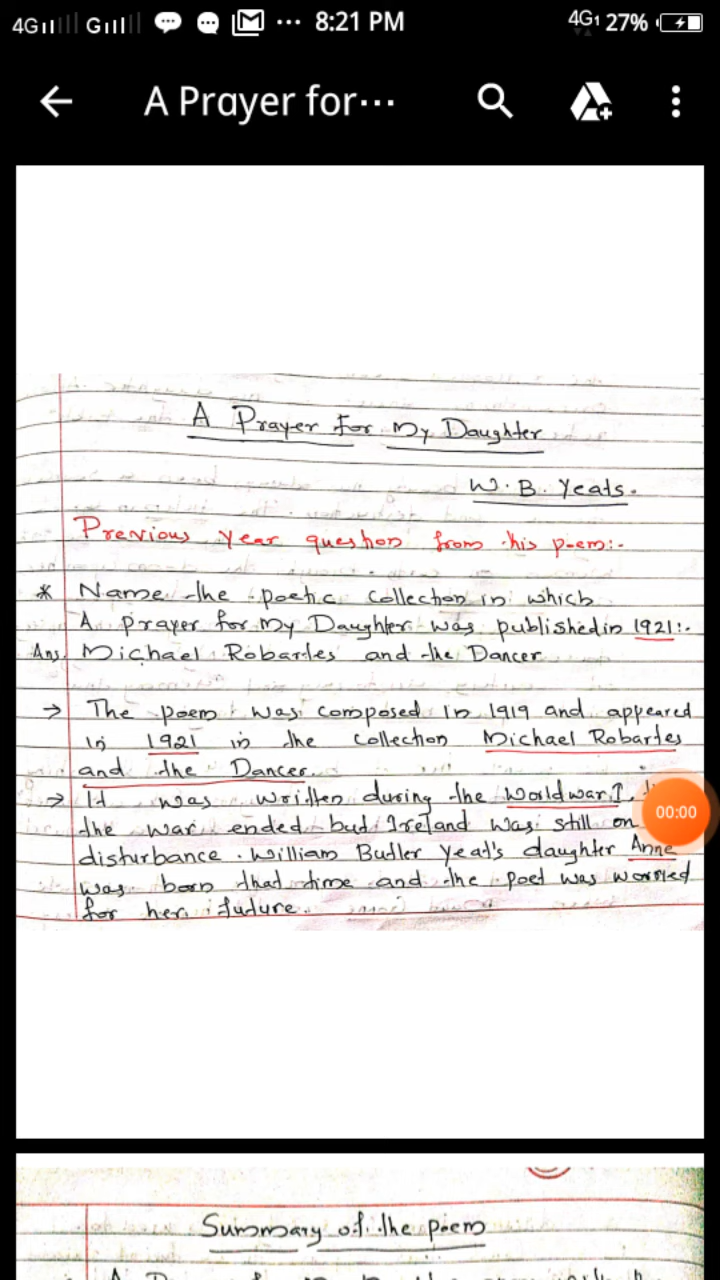 4G G ... 8:21 PM 4G1 27%
A Prayer for...
A Prayer For My Daughter
W. B. Yeats.
Previous Year question from this poem:-
* Name the poetic collection in which
A prayer for my Daughter was published in 1921:-
Ans. Michael Robartes and the Dancer
→ The poem was composed in 1919 and appeared
in 1921 in the collection Michael Robartes
and the Dancer.
→ It was written during the World war I,
the war ended but Ireland was still on
00:00
disturbance. William Butler Yeat's daughter Anne
was born that time and the poet was worried
for her future.
Summary of the poem